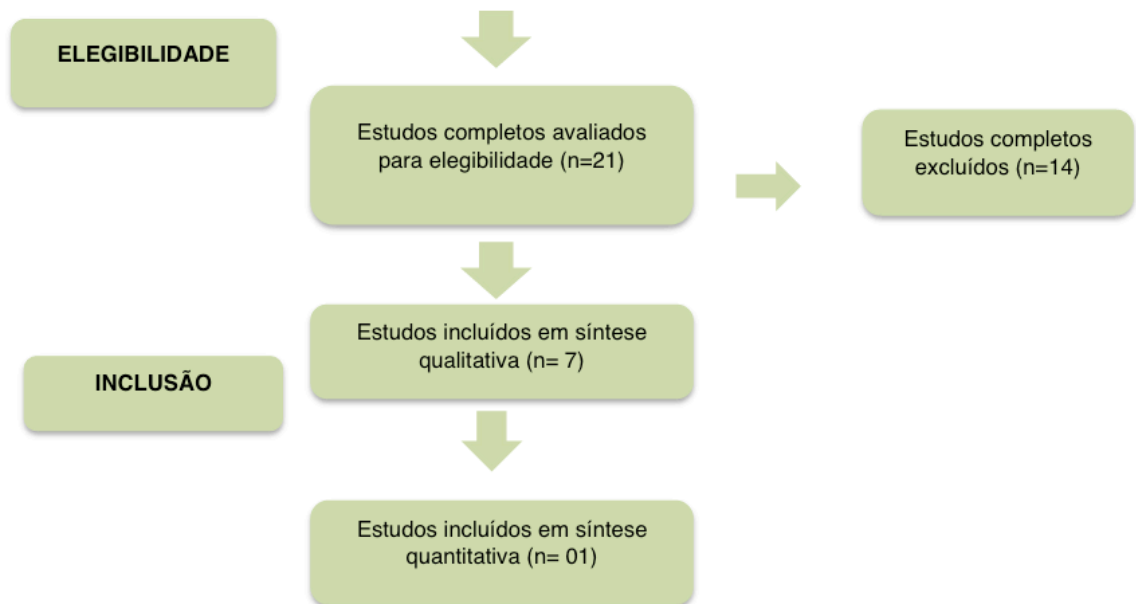 ELEGIBILIDADE
Estudos completos avaliados
para elegibilidade (n=21)
Estudos completos
excluídos (n=14)
Estudos incluídos em síntese
qualitativa (n= 7)
INCLUSÃO
Estudos incluídos em síntese
quantitativa (n= 01)